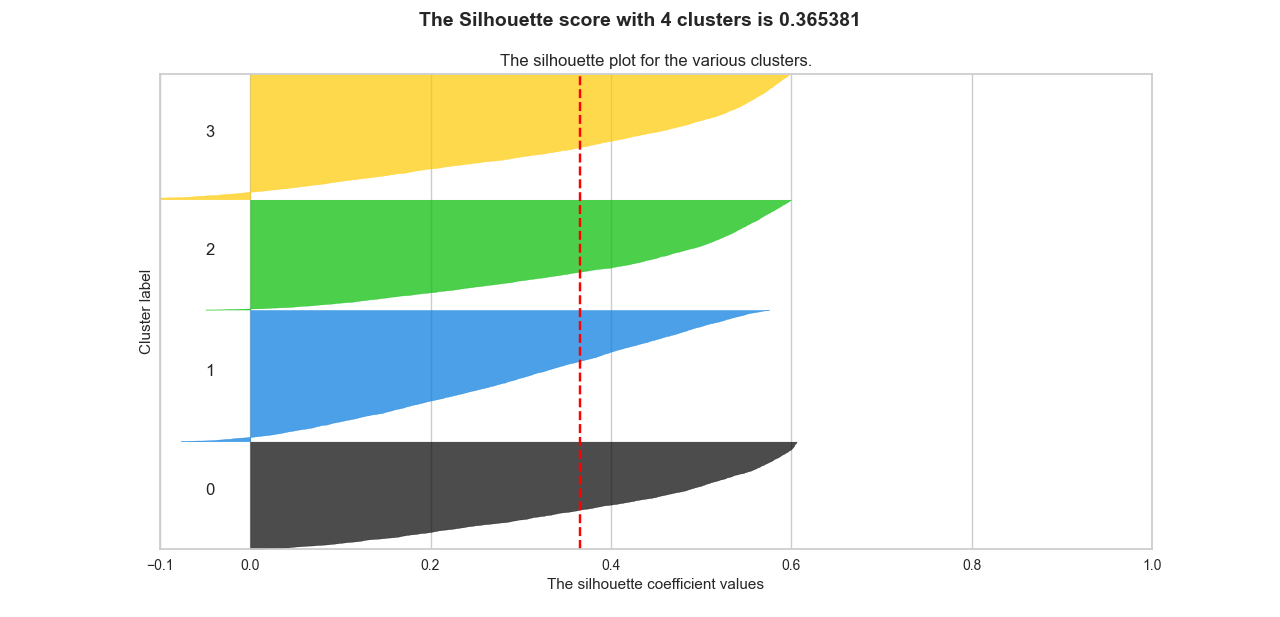 The Silhouette score with 4 clusters is 0.365381
The silhouette plot for the various clusters.
3
2
1
0
Cluster label
−0.1 0.0 0.2 0.4 0.6 0.8 1.0
The silhouette coefficient values